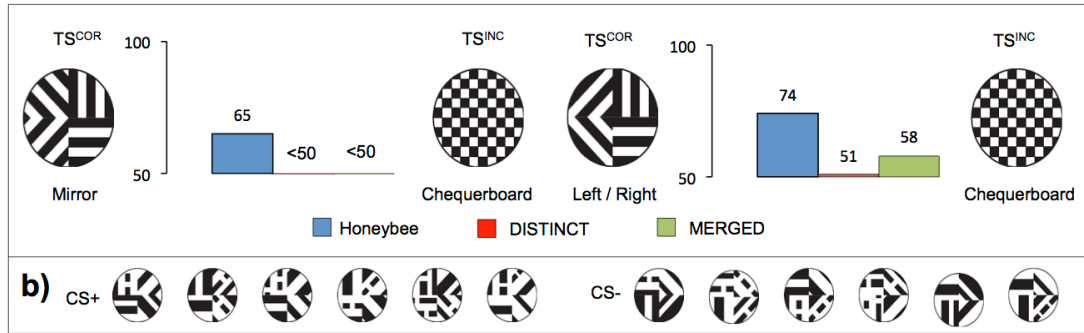 TS^COR 100 TS^INC TS^COR 100 TS^INC
74
65
58
<50 <50
51
50 50
Mirror Chequerboard Left / Right Chequerboard
Honeybee DISTINCT MERGED
b) CS+ CS-